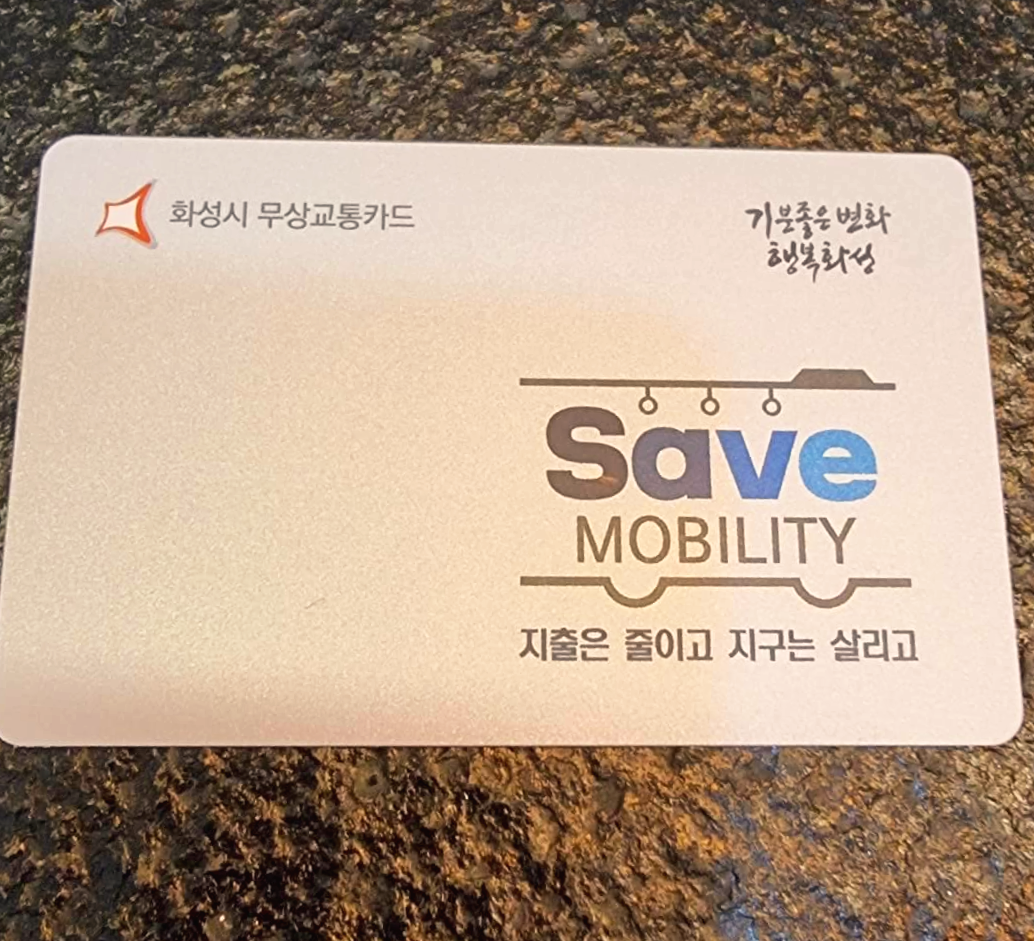 화성시 무상교통카드
기분좋은 변화
행복화성
Save
MOBILITY
지출은 줄이고 지구는 살리고